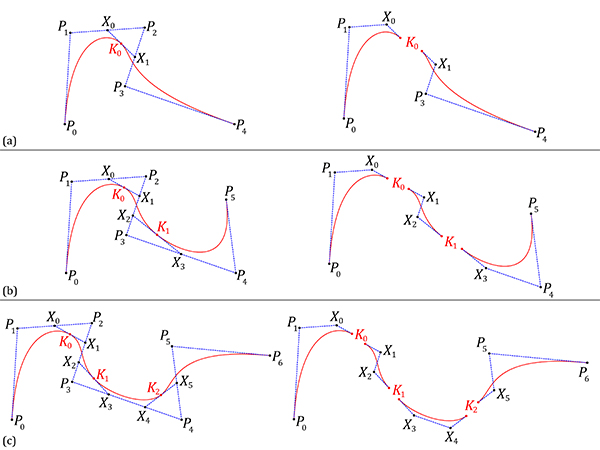 P1 X0 P2 X0
K0 K0
X1 X1
P3 P3
P0 P0
P4 P4
(a)
P1 X0 P2 X0
K0 K0
P5 P5
X1 X1
X2 X2
P3 K1 K1
X3 X3
P0 P0
P4 P4
(b)
P1 X0 P2 P1 X0
K0 K0
P5 P5
X1 X1
P6 P6
X2 X2
P3 K1 K2 X5 K1 X5
X3 X4 X3 K2
P0 P4 P0 X4
(c)